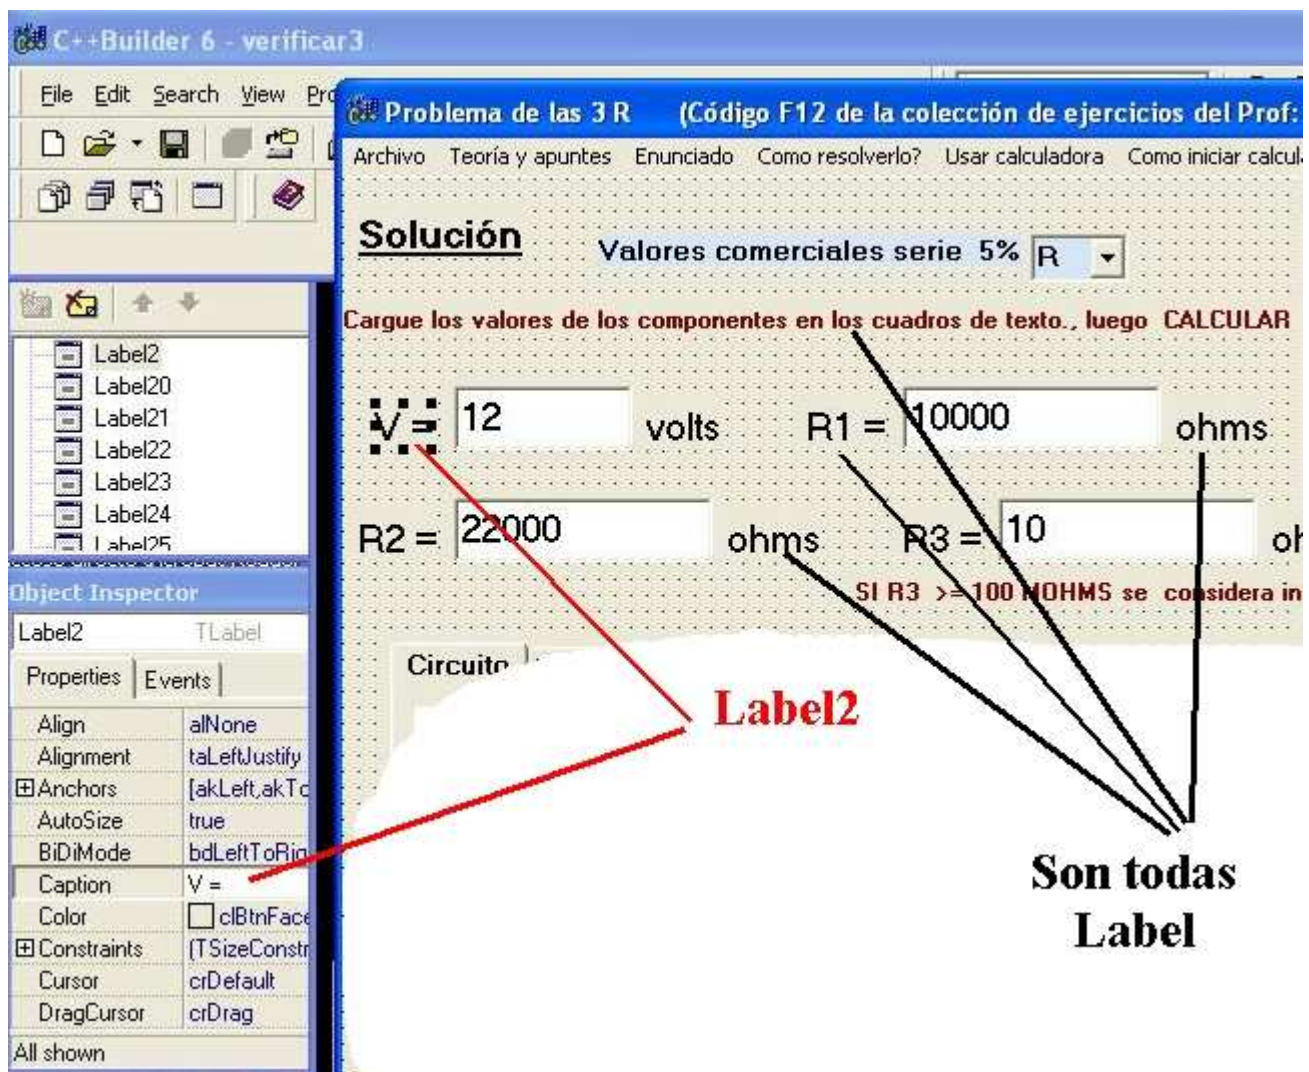 C++Builder 6 - verificar3
File Edit Search View
Problema de las 3 R (Código F12 de la colección de ejercicios del Prof:
Archivo Teoría y apuntes Enunciado Como resolverlo? Usar calculadora Como iniciar
Solución
Valores comerciales serie 5% R
Cargue los valores de los componentes en los cuadros de texto., luego CALCULAR
V = 12 volts R1 = 10000 ohms
R2 = 22000 ohms R3 = 10
SI R3 >= 100 MOHMS se considera
Circuito
Label2
Label20
Label21
Label22
Label23
Label24
Label25
Object Inspector
Label2 TLabel
Properties Events
Align alNone
Alignment taLeftJustify
Anchors [akLeft,akTo
AutoSize true
BiDiMode bdLeftToRig
Caption V =
Color clBtnFace
Constraints (TSizeConstr
Cursor crDefault
DragCursor crDrag
All shown
Label2
Son todas
Label